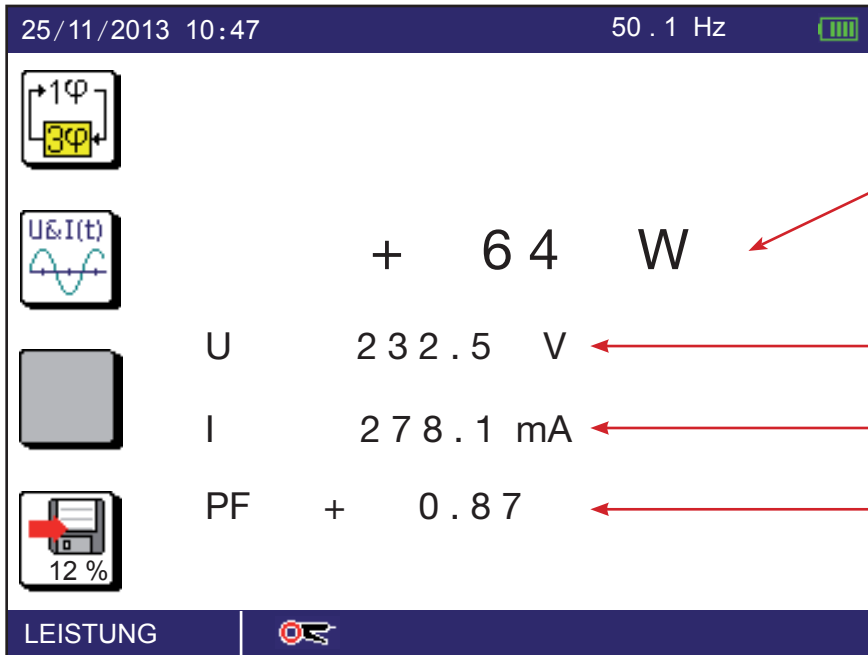 25/11/2013 10:47 50.1 Hz
1φ
3φ
U&I(t)
+ 64 W
U 232.5 V
I 278.1 mA
PF + 0.87
12 %
LEISTUNG